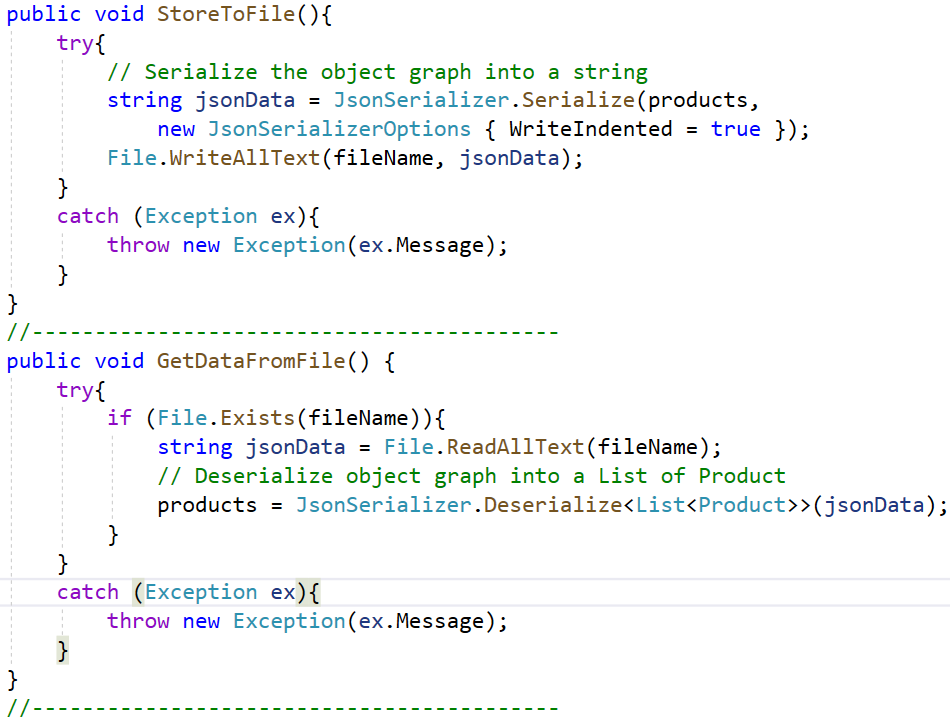 public void StoreToFile(){
    try{
        // Serialize the object graph into a string
        string jsonData = JsonSerializer.Serialize(products,
            new JsonSerializerOptions { WriteIndented = true });
        File.WriteAllText(fileName, jsonData);
    }
    catch (Exception ex){
        throw new Exception(ex.Message);
    }
}
//------------------------------------------
public void GetDataFromFile() {
    try{
        if (File.Exists(fileName)){
            string jsonData = File.ReadAllText(fileName);
            // Deserialize object graph into a List of Product
            products = JsonSerializer.Deserialize<List<Product>>(jsonData);
        }
    }
    catch (Exception ex){
        throw new Exception(ex.Message);
    }
}
//------------------------------------------